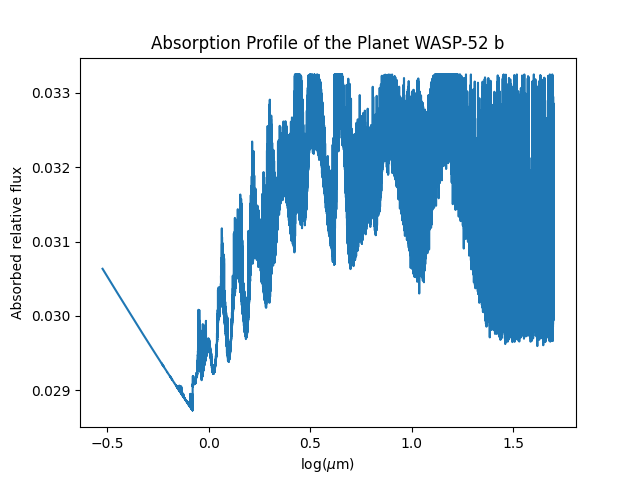 Absorption Profile of the Planet WASP-52 b
Absorbed relative flux
0.033
0.032
0.031
0.030
0.029
−0.5 0.0 0.5 1.0 1.5
log(μm)